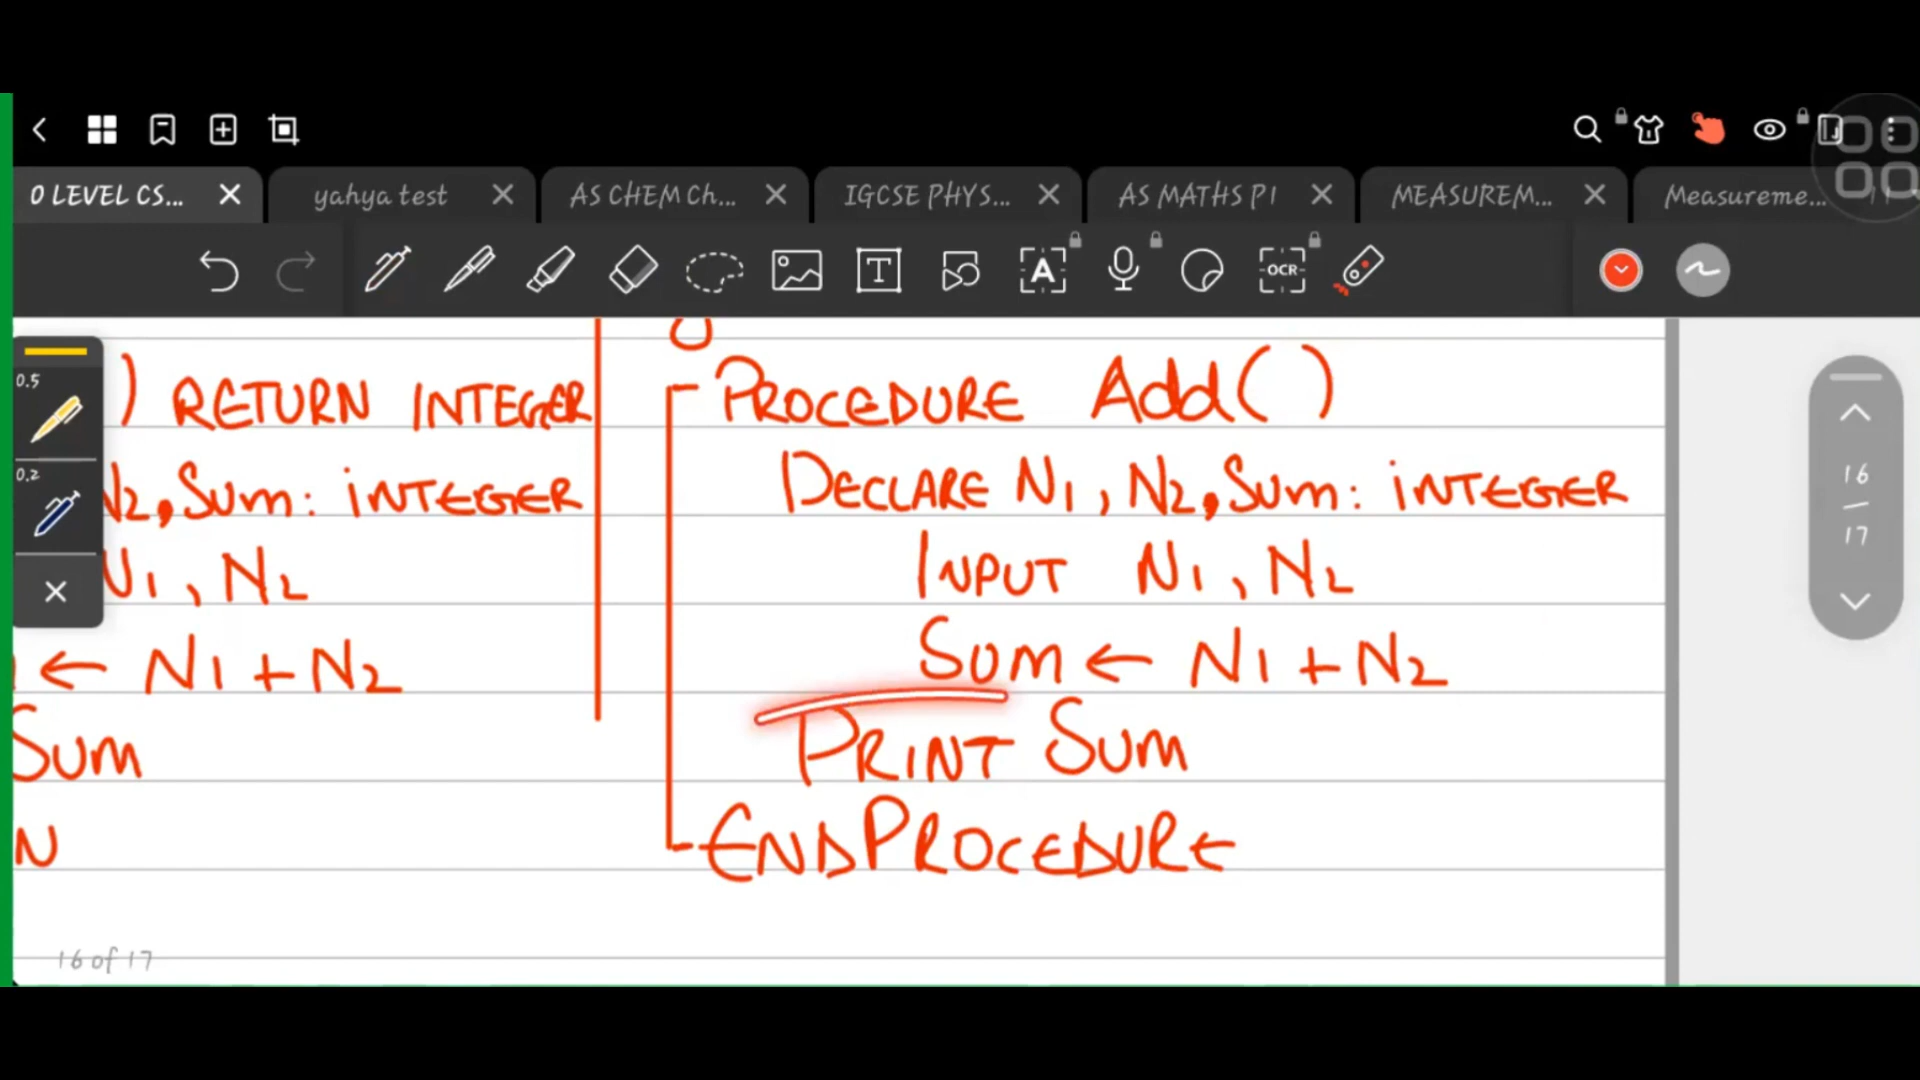 0 LEVEL CS...
yahya test
AS CHEM Ch...
IGCSE PHYS...
AS MATHS P1
MEASUREM...
Measureme...
T
A
OCR
0.5
0.2
) RETURN INTEGER
N2, Sum: INTEGER
N1, N2
← N1 + N2
Sum
N
PROCEDURE Add()
DECLARE N1, N2, Sum: INTEGER
INPUT N1, N2
Sum ← N1 + N2
PRINT Sum
ENDPROCEDURE
16
17
16 of 17